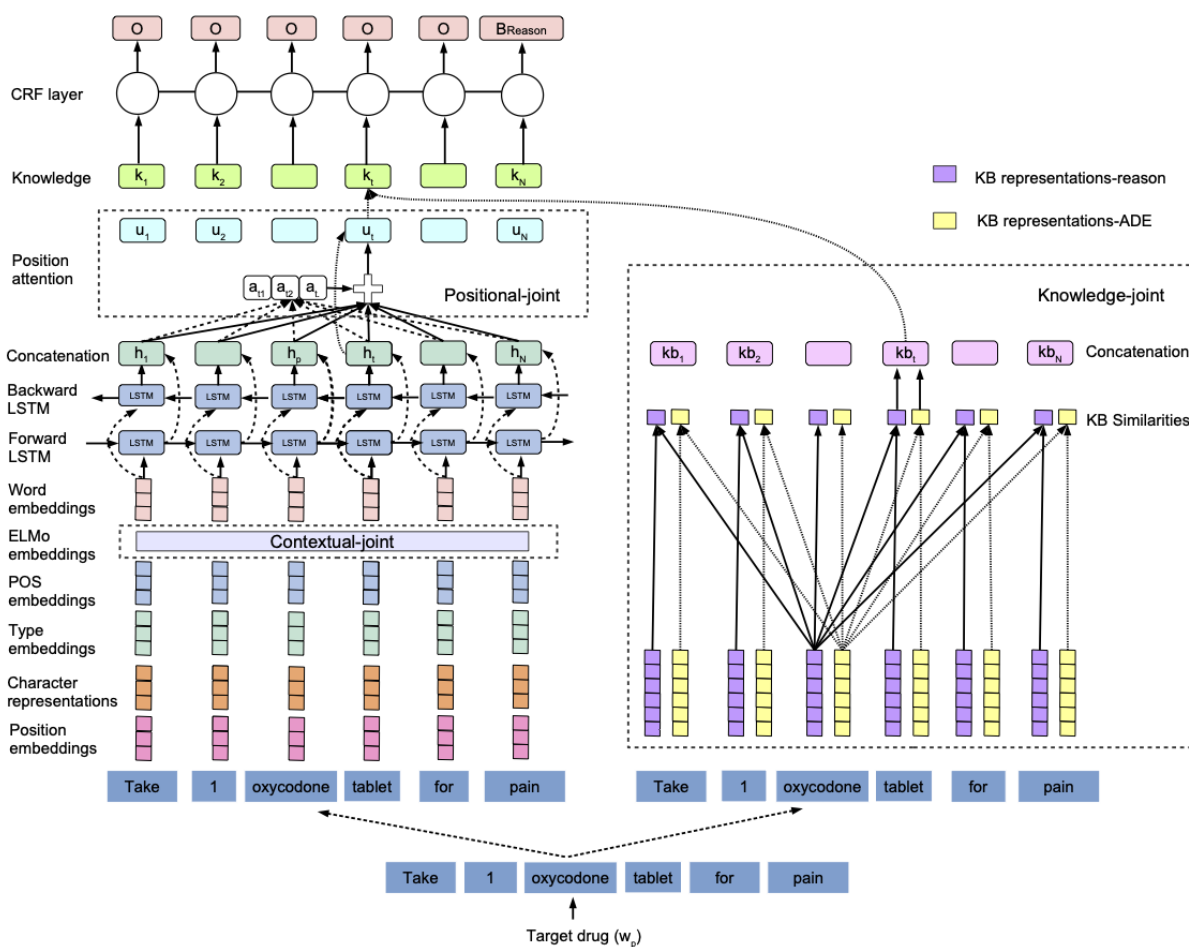 O O O O O BReason
CRF layer
Knowledge
k1 k2 kt kN
KB representations-reason
KB representations-ADE
u1 u2 ut uN
Position
attention
at1 at2 at.
Positional-joint
Knowledge-joint
Concatenation
h1 hp ht hN
kb1 kb2 kbt kbN
Concatenation
Backward
LSTM
LSTM LSTM LSTM LSTM LSTM LSTM
KB Similarities
Forward
LSTM
LSTM LSTM LSTM LSTM LSTM LSTM
Word
embeddings
ELMo
embeddings
Contextual-joint
POS
embeddings
Type
embeddings
Character
representations
Position
embeddings
Take 1 oxycodone tablet for pain
Take 1 oxycodone tablet for pain
Take 1 oxycodone tablet for pain
Target drug (wp)